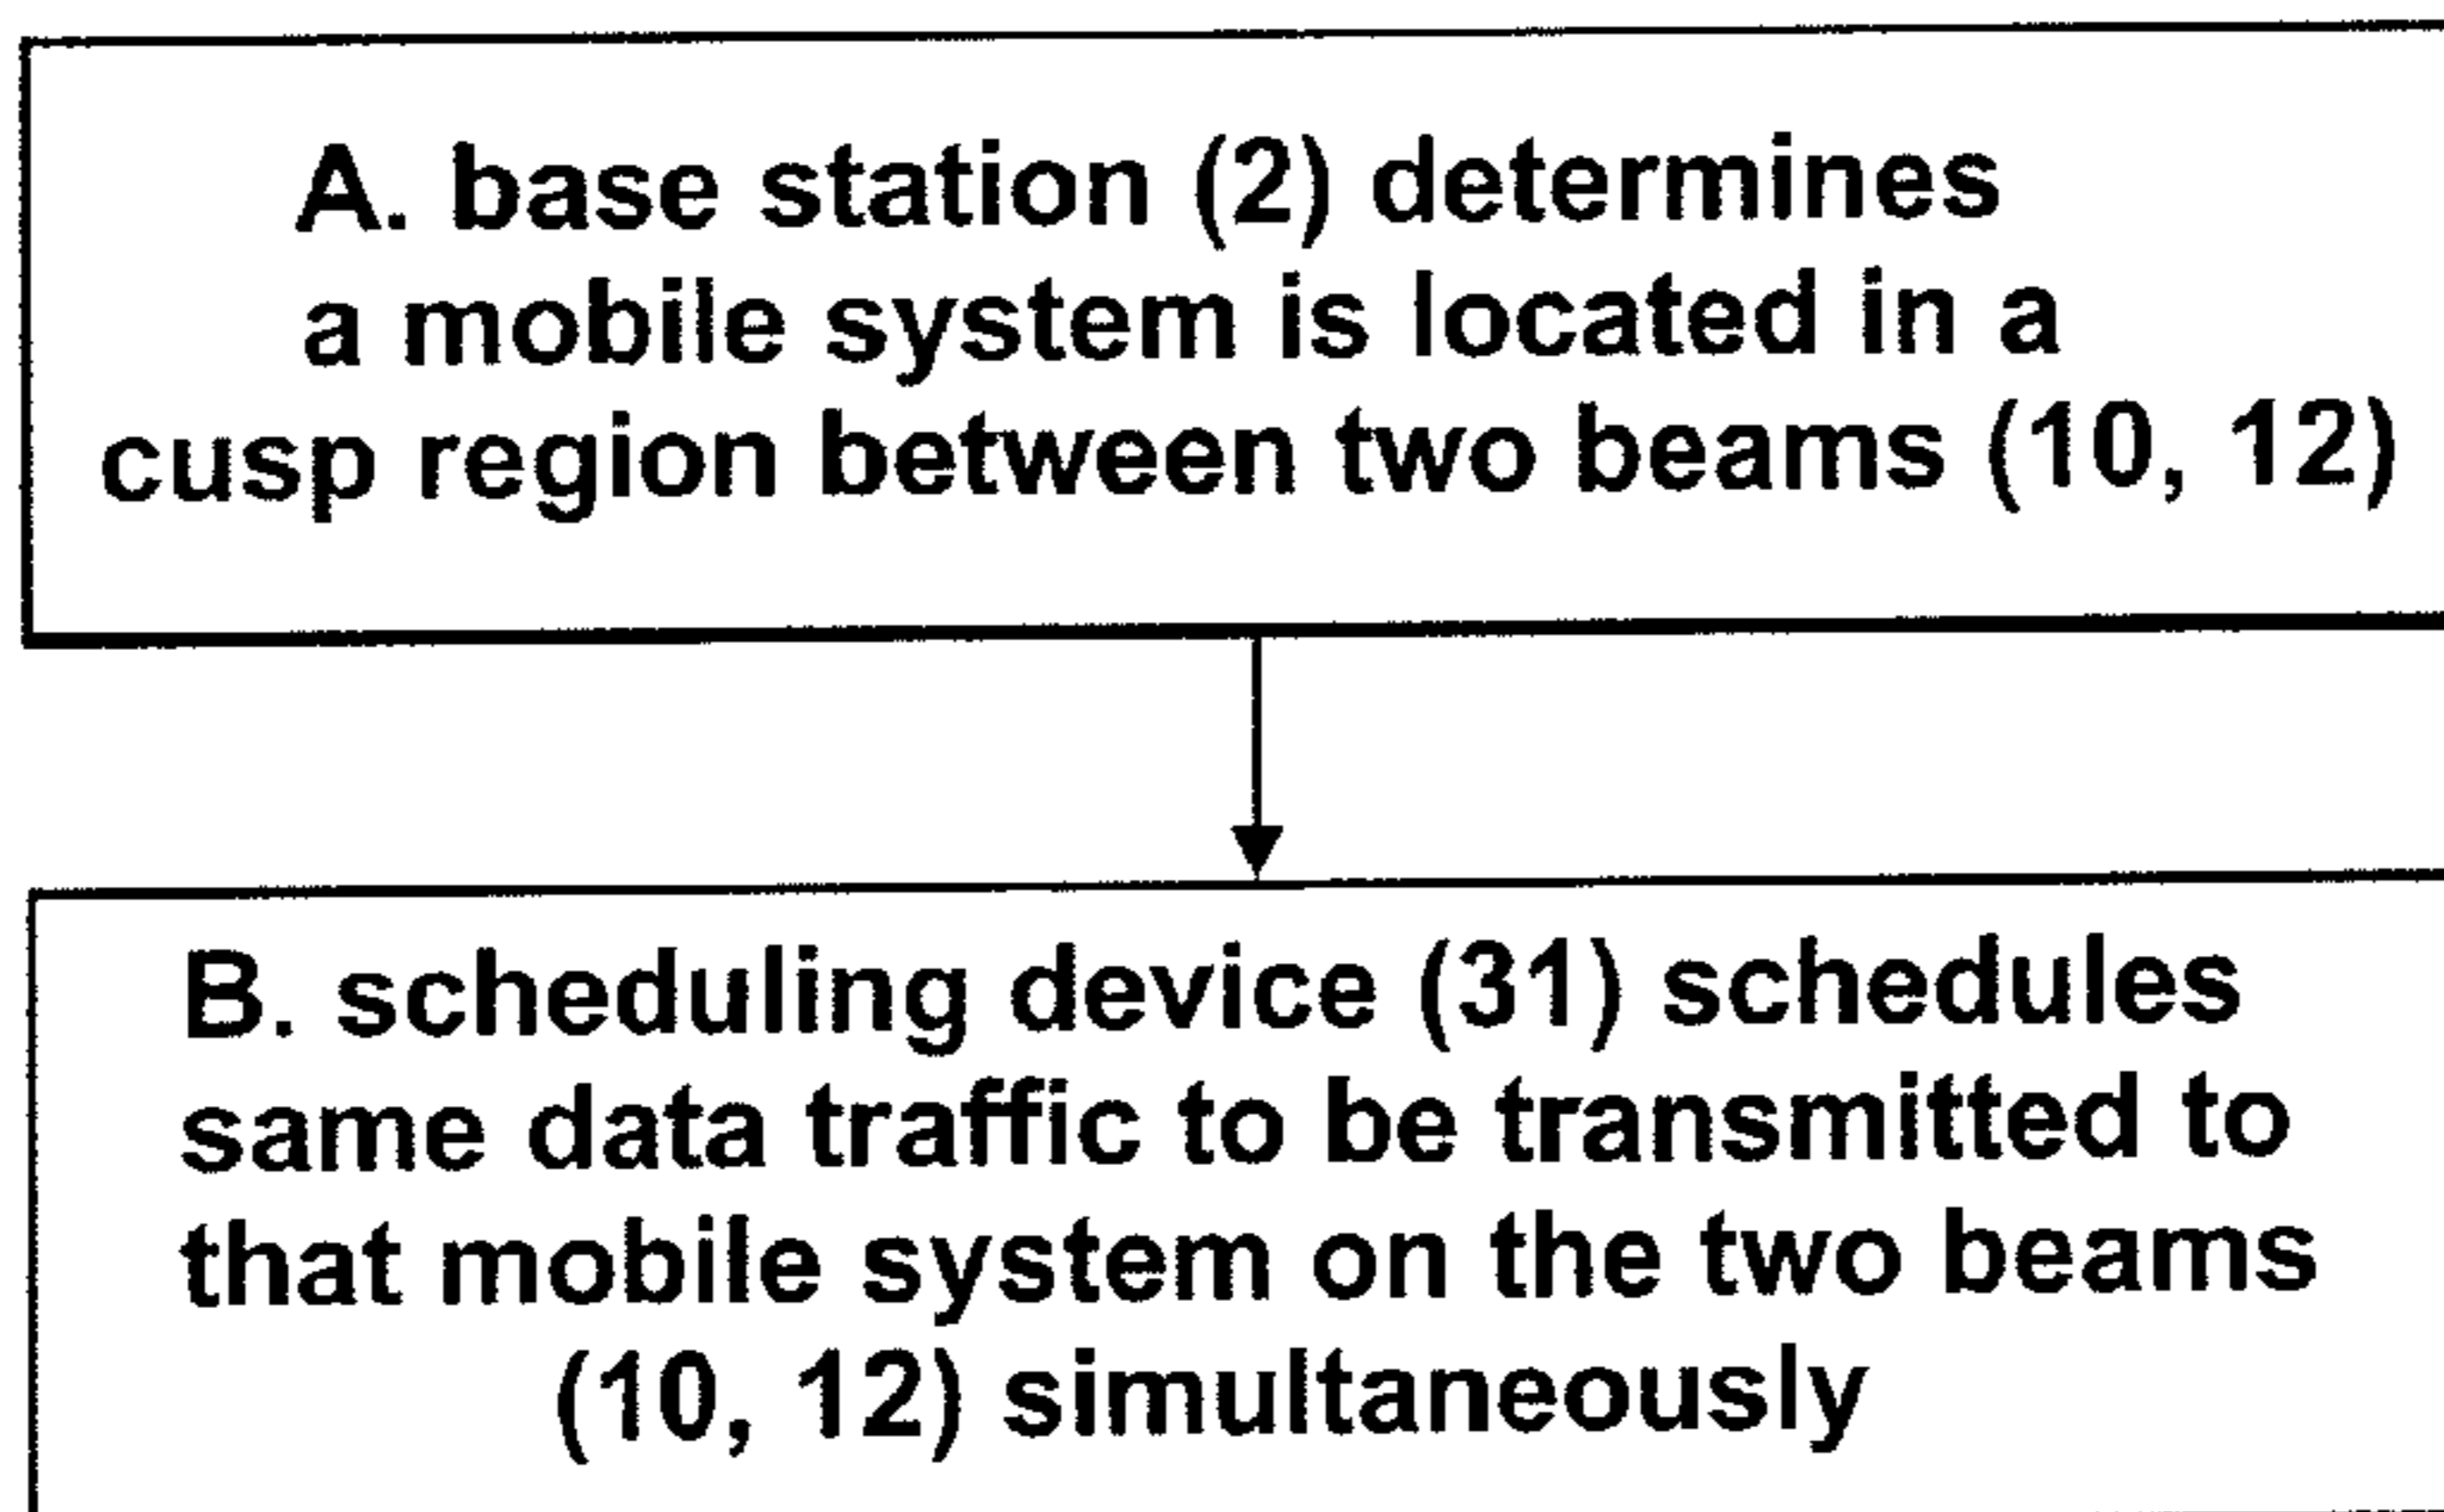 A. base station (2) determines
a mobile system is located in a
cusp region between two beams (10, 12)
B. scheduling device (31) schedules
same data traffic to be transmitted to
that mobile system on the two beams
(10, 12) simultaneously